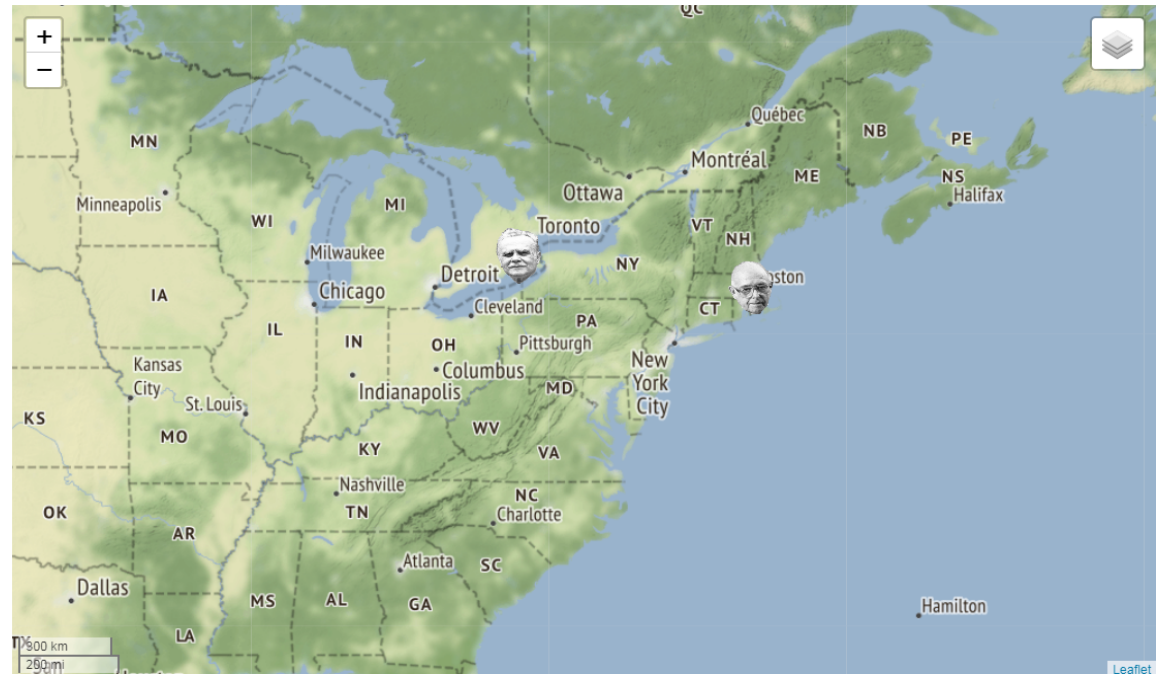 +
−
QC
Québec
NB
PE
MN
Montréal
ME
NS
Halifax
Ottawa
Minneapolis
MI
WI
VT
Toronto
NH
Milwaukee
NY
Detroit
ston
IA
Chicago
Cleveland
CT
IL
IN
OH
PA
Pittsburgh
Kansas
City
Columbus
New
York
City
Indianapolis
MD
St. Louis
KS
MO
WV
KY
VA
Nashville
NC
OK
TN
Charlotte
AR
Atlanta
SC
Dallas
MS
AL
GA
Hamilton
LA
300 km
200 mi
Leaflet